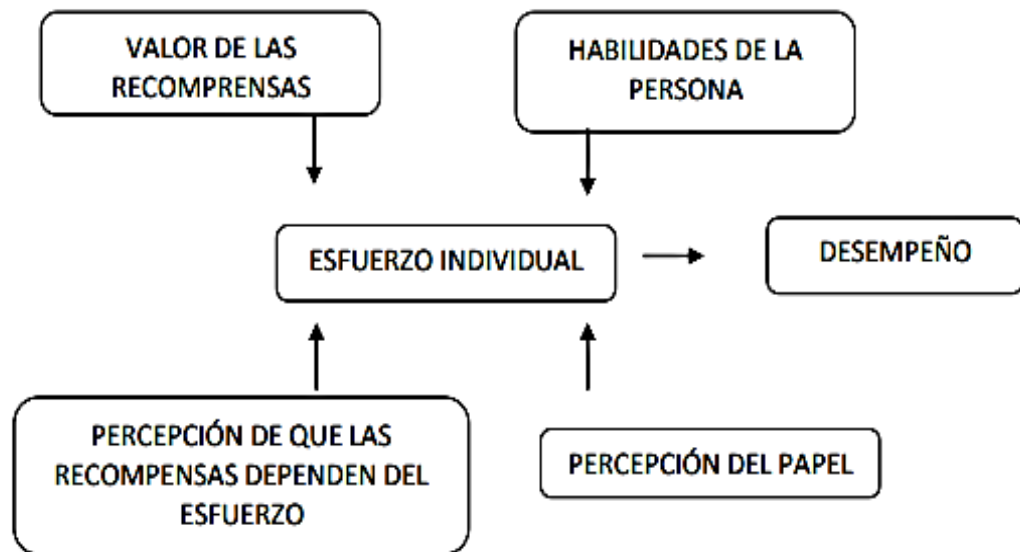 VALOR DE LAS
RECOMPRENSAS
HABILIDADES DE LA
PERSONA
ESFUERZO INDIVIDUAL
DESEMPEÑO
PERCEPCIÓN DE QUE LAS
RECOMPENSAS DEPENDEN DEL
ESFUERZO
PERCEPCIÓN DEL PAPEL